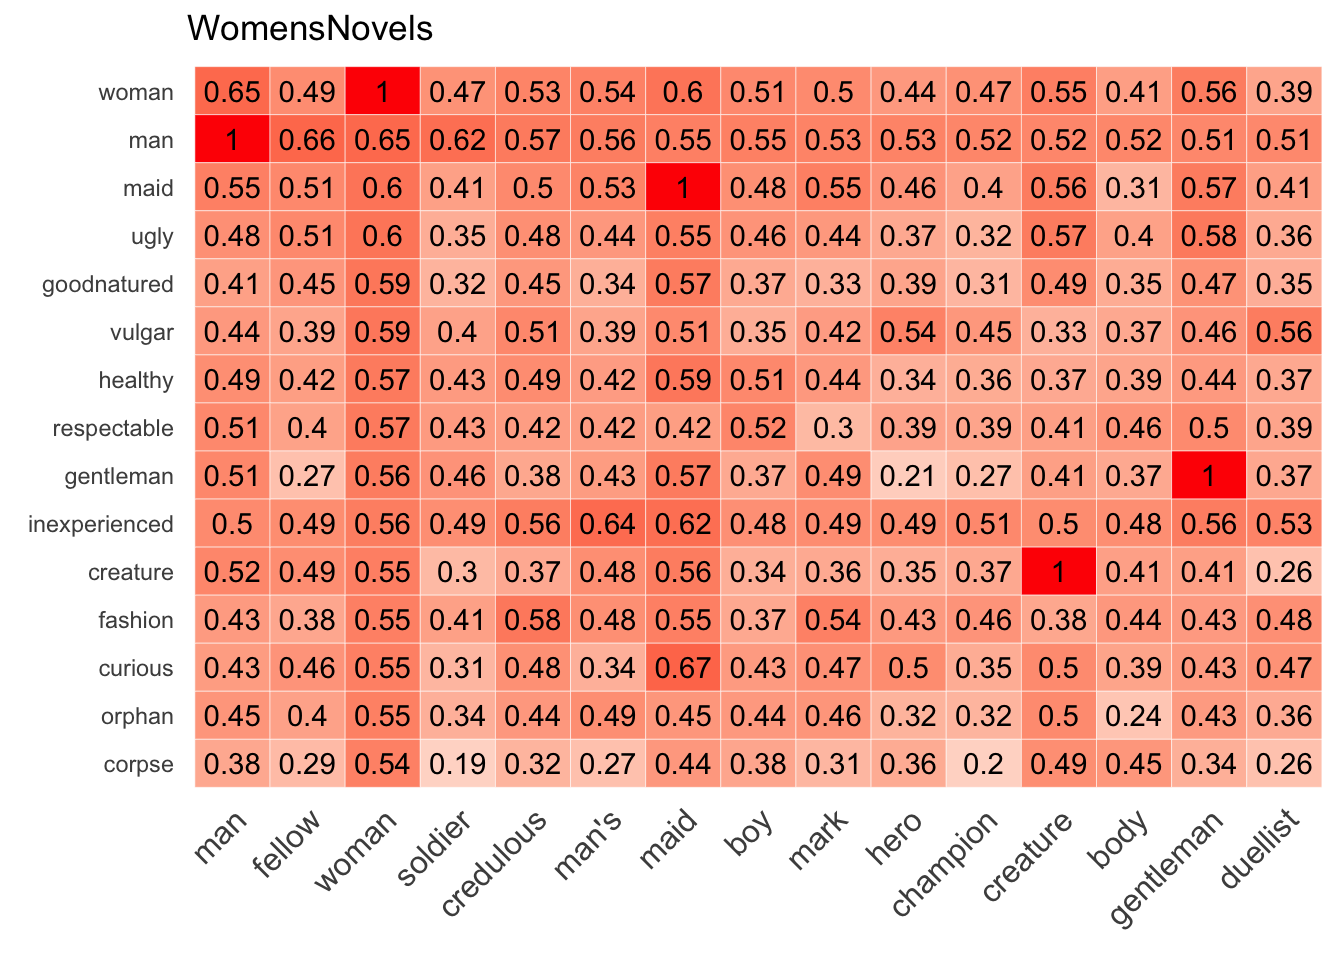 WomensNovels
woman 0.65 0.49 1 0.47 0.53 0.54 0.6 0.51 0.5 0.44 0.47 0.55 0.41 0.56 0.39
man 1 0.66 0.65 0.62 0.57 0.56 0.55 0.55 0.53 0.53 0.52 0.52 0.52 0.51 0.51
maid 0.55 0.51 0.6 0.41 0.5 0.53 1 0.48 0.55 0.46 0.4 0.56 0.31 0.57 0.41
ugly 0.48 0.51 0.6 0.35 0.48 0.44 0.55 0.46 0.44 0.37 0.32 0.57 0.4 0.58 0.36
goodnatured 0.41 0.45 0.59 0.32 0.45 0.34 0.57 0.37 0.33 0.39 0.31 0.49 0.35 0.47 0.35
vulgar 0.44 0.39 0.59 0.4 0.51 0.39 0.51 0.35 0.42 0.54 0.45 0.33 0.37 0.46 0.56
healthy 0.49 0.42 0.57 0.43 0.49 0.42 0.59 0.51 0.44 0.34 0.36 0.37 0.39 0.44 0.37
respectable 0.51 0.4 0.57 0.43 0.42 0.42 0.42 0.52 0.3 0.39 0.39 0.41 0.46 0.5 0.39
gentleman 0.51 0.27 0.56 0.46 0.38 0.43 0.57 0.37 0.49 0.21 0.27 0.41 0.37 1 0.37
inexperienced 0.5 0.49 0.56 0.49 0.56 0.64 0.62 0.48 0.49 0.49 0.51 0.5 0.48 0.56 0.53
creature 0.52 0.49 0.55 0.3 0.37 0.48 0.56 0.34 0.36 0.35 0.37 1 0.41 0.41 0.26
fashion 0.43 0.38 0.55 0.41 0.58 0.48 0.55 0.37 0.54 0.43 0.46 0.38 0.44 0.43 0.48
curious 0.43 0.46 0.55 0.31 0.48 0.34 0.67 0.43 0.47 0.5 0.35 0.5 0.39 0.43 0.47
orphan 0.45 0.4 0.55 0.34 0.44 0.49 0.45 0.44 0.46 0.32 0.32 0.5 0.24 0.43 0.36
corpse 0.38 0.29 0.54 0.19 0.32 0.27 0.44 0.38 0.31 0.36 0.2 0.49 0.45 0.34 0.26
man fellow woman soldier credulous man's maid boy mark hero champion creature body gentleman duellist